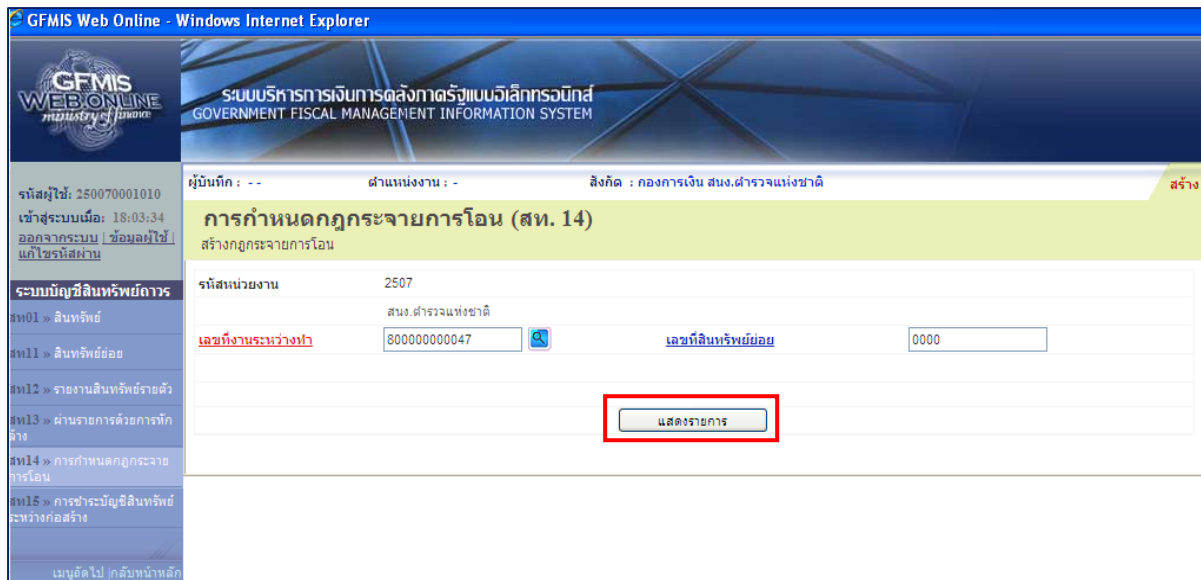 GFMIS Web Online - Windows Internet Explorer
GFMIS
WEB ONLINE
ministry of finance
ระบบบริหารการเงินการคลังภาครัฐแบบอิเล็กทรอนิกส์
GOVERNMENT FISCAL MANAGEMENT INFORMATION SYSTEM
รหัสผู้ใช้: 250070001010
เข้าสู่ระบบเมื่อ: 18:03:34
ออกจากระบบ | ข้อมูลผู้ใช้ |
แก้ไขรหัสผ่าน
ระบบบัญชีสินทรัพย์ถาวร
สท01 » สินทรัพย์
สท11 » สินทรัพย์ย่อย
สท12 » รายงานสินทรัพย์รายตัว
สท13 » ผ่านรายการด้วยการหัก
ล้าง
สท14 » การกำหนดกฎกระจาย
การโอน
สท15 » การชำระบัญชีสินทรัพย์
ระหว่างก่อสร้าง
เมนูถัดไป |กลับหน้าหลัก
ผู้บันทึก : - - ตำแหน่งงาน : - สังกัด : กองการเงิน สนง.ตำรวจแห่งชาติ
สร้าง
การกำหนดกฎกระจายการโอน (สท. 14)
สร้างกฎกระจายการโอน
รหัสหน่วยงาน 2507
สนง.ตำรวจแห่งชาติ
เลขที่งานระหว่างทำ 800000000047 เลขที่สินทรัพย์ย่อย 0000
แสดงรายการ